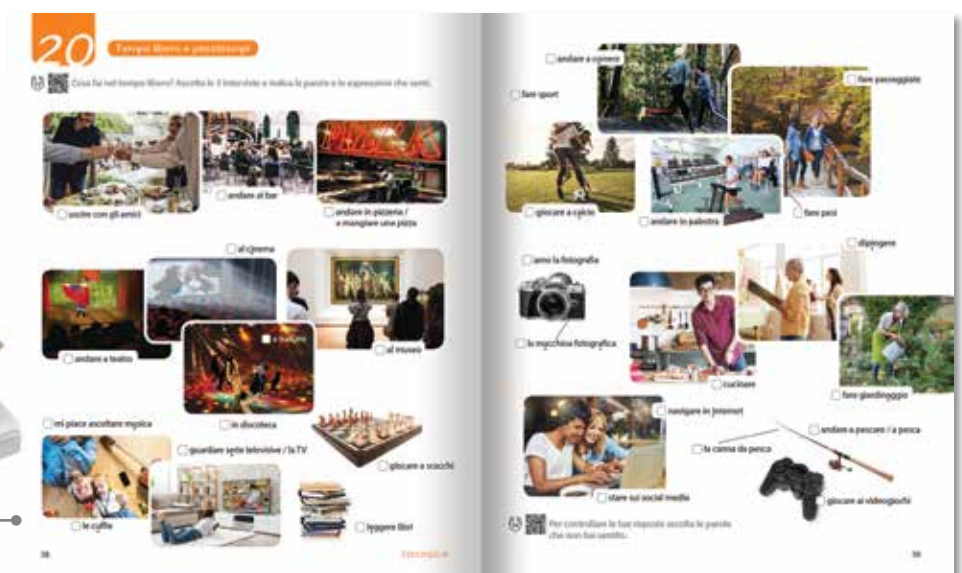 20
Tempo libero e passatempi
Cosa fai nel tempo libero? Ascolta le 3 interviste e indica le parole e le espressioni che senti.
uscire con gli amici
andare al bar
andare in pizzeria /
a mangiare una pizza
al cinema
andare a teatro
a ballare
al museo
in discoteca
mi piace ascoltare musica
guardare serie televisive / la TV
giocare a scacchi
le cuffie
leggere libri
38
andare a correre
fare sport
fare passeggiate
giocare a calcio
andare in palestra
fare pesi
dipingere
amo la fotografia
la macchina fotografica
cucinare
fare giardinaggio
navigare in Internet
andare a pescare / a pesca
la canna da pesca
stare sui social media
giocare ai videogiochi
Per controllare le tue risposte ascolta le parole
che non hai sentito.